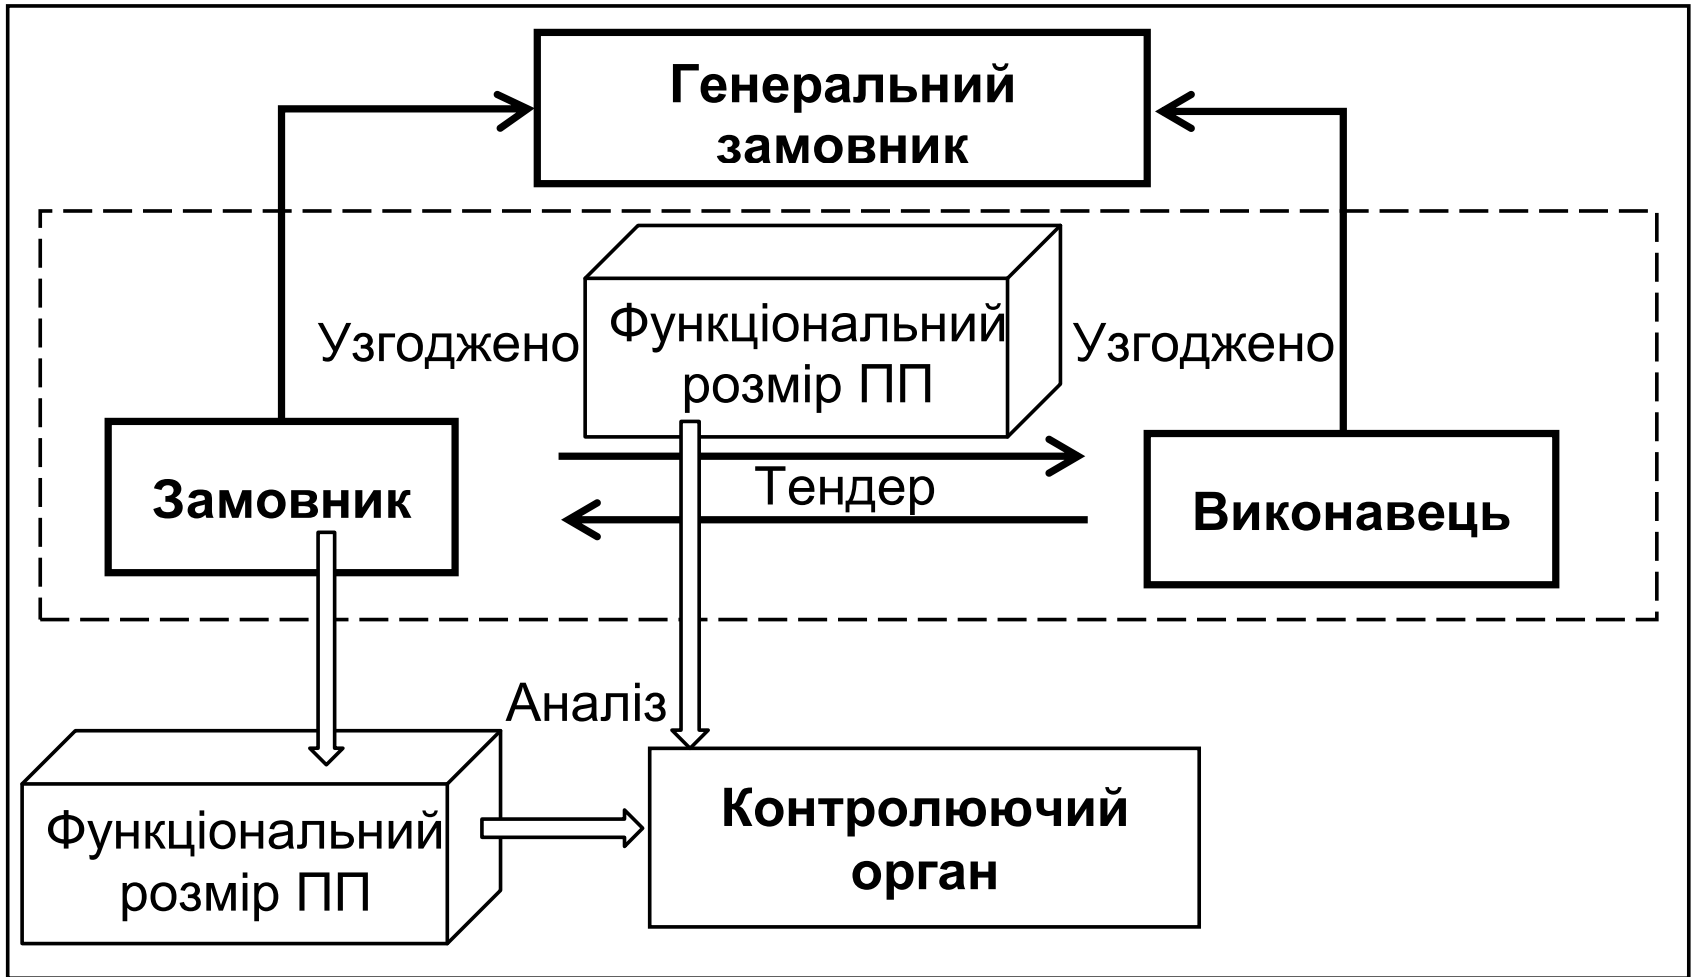 Генеральний
замовник
Функціональний
розмір ПП
Узгоджено
Узгоджено
Замовник
Тендер
Виконавець
Аналіз
Функціональний
розмір ПП
Контролюючий
орган